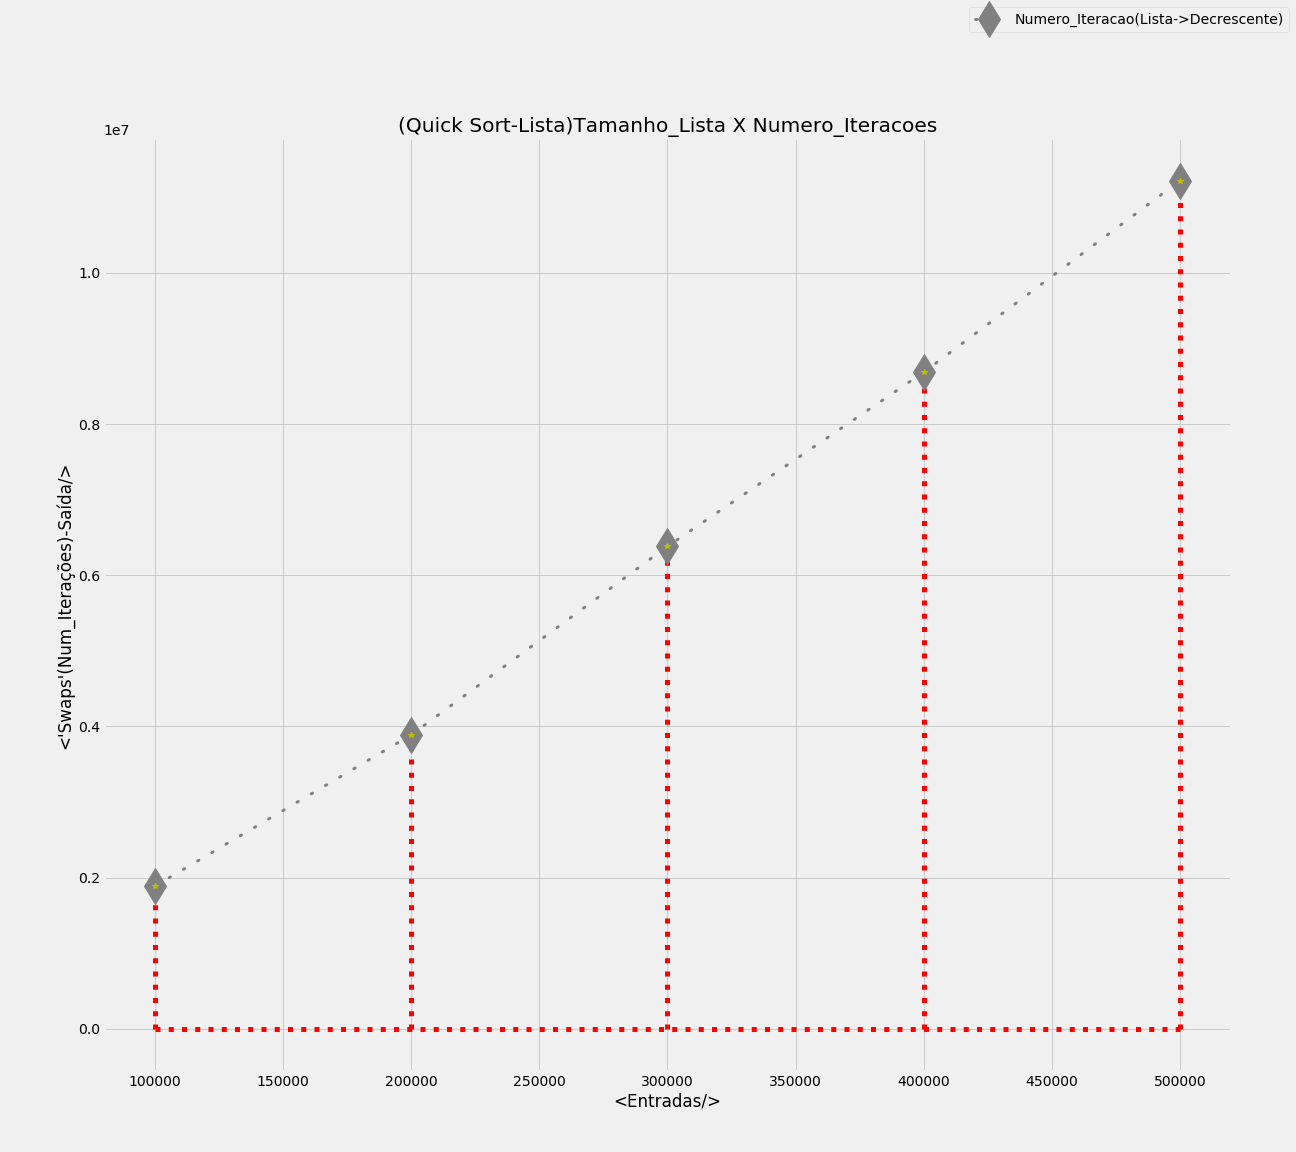 Numero_Iteracao(Lista->Decrescente)
(Quick Sort-Lista)Tamanho_Lista X Numero_Iteracoes
1e7
1.0
0.8
0.6
0.4
0.2
0.0
<'Swaps'(Num_Iterações)-Saída/>
100000 150000 200000 250000 300000 350000 400000 450000 500000
<Entradas/>